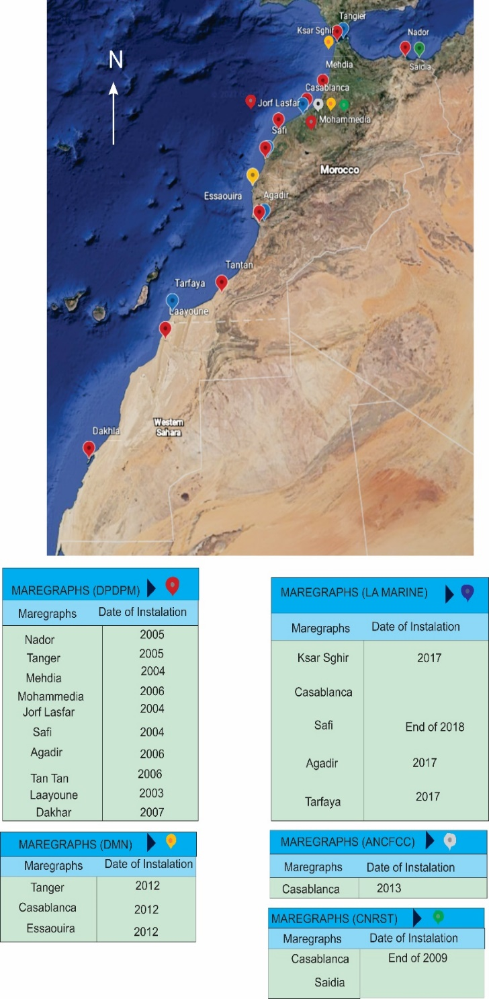 Tangier
Ksar Sghir
Nador
N
Mehdia
Saidia
Casablanca
Jorf Lasfar
Mohammedia
Safi
Morocco
Essaouira
Agadir
Tantan
Tarfaya
Laayoune
Western
Sahara
Dakhla
MAREGRAPHS (DPDPM)
Maregraphs Date of Instalation
Nador 2005
Tanger 2005
Mehdia 2004
Mohammedia 2006
Jorf Lasfar 2004
Safi 2004
Agadir 2006
Tan Tan 2006
Laayoune 2003
Dakhar 2007
MAREGRAPHS (LA MARINE)
Maregraphs Date of Instalation
Ksar Sghir 2017
Casablanca
Safi End of 2018
Agadir 2017
Tarfaya 2017
MAREGRAPHS (DMN)
Maregraphs Date of Instalation
Tanger 2012
Casablanca 2012
Essaouira 2012
MAREGRAPHS (ANCFCC)
Maregraphs Date of Instalation
Casablanca 2013
MAREGRAPHS (CNRST)
Maregraphs Date of Instalation
Casablanca End of 2009
Saidia